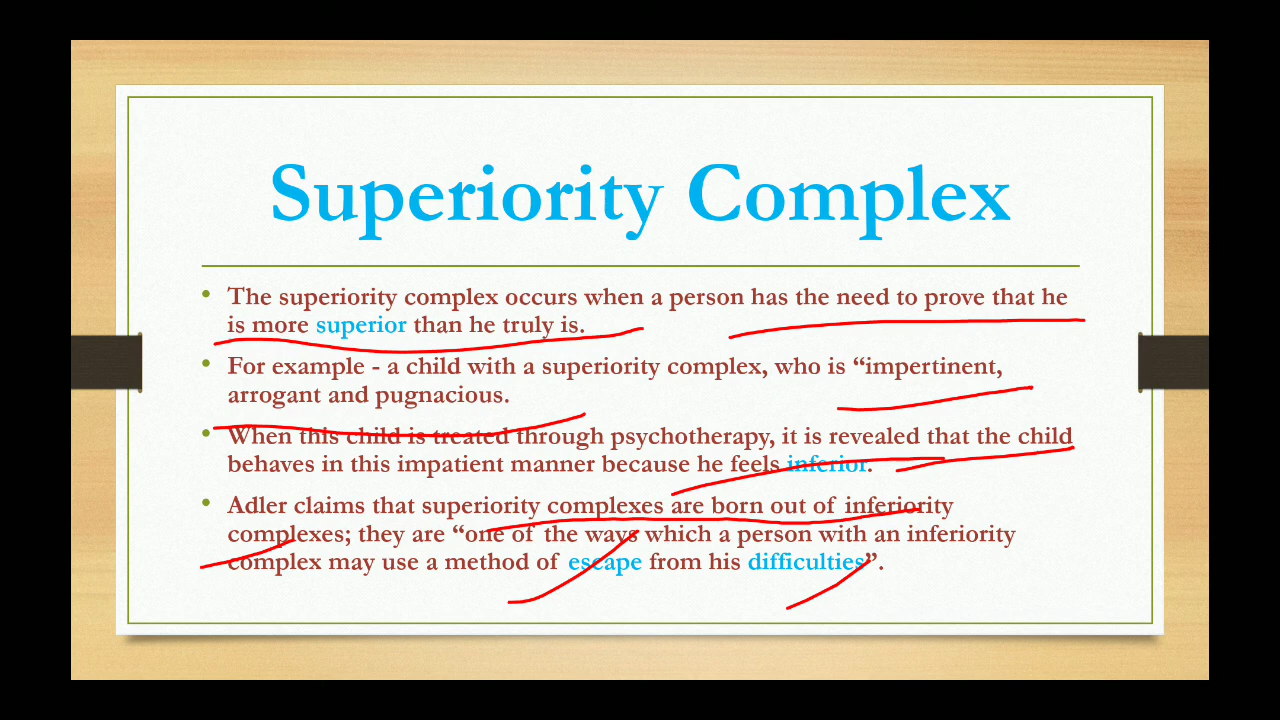 Superiority Complex
• The superiority complex occurs when a person has the need to prove that he
is more superior than he truly is.
• For example - a child with a superiority complex, who is “impertinent,
arrogant and pugnacious.
• When this child is treated through psychotherapy, it is revealed that the child
behaves in this impatient manner because he feels inferior.
• Adler claims that superiority complexes are born out of inferiority
complexes; they are “one of the ways which a person with an inferiority
complex may use a method of escape from his difficulties”.